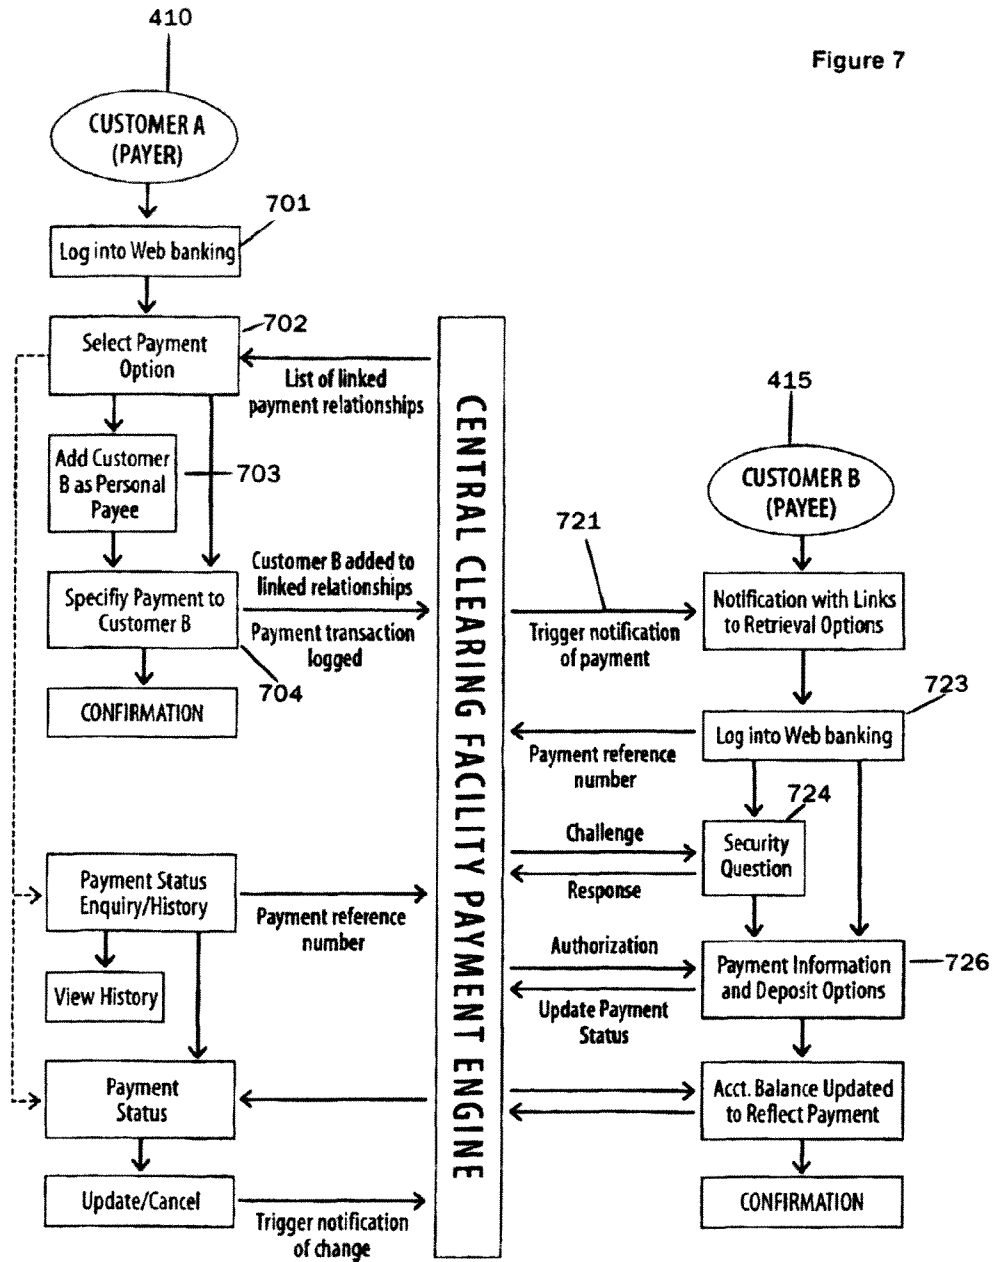 410
Figure 7
CUSTOMER A
(PAYER)
701
Log into Web banking
702
Select Payment
Option
List of linked
payment relationships
415
Add Customer
B as Personal
Payee
703
CUSTOMER B
(PAYEE)
721
Customer B added to
linked relationships
Specifiy Payment to
Customer B
Payment transaction
logged
704
CONFIRMATION
CENTRAL CLEARING FACILITY PAYMENT ENGINE
Trigger notification
of payment
Notification with Links
to Retrieval Options
723
Log into Web banking
Payment reference
number
724
Challenge
Security
Question
Response
Payment Status
Enquiry/History
Payment reference
number
Authorization
Payment Information
and Deposit Options
726
View History
Update Payment
Status
Payment
Status
Acct. Balance Updated
to Reflect Payment
Update/Cancel
Trigger notification
of change
CONFIRMATION